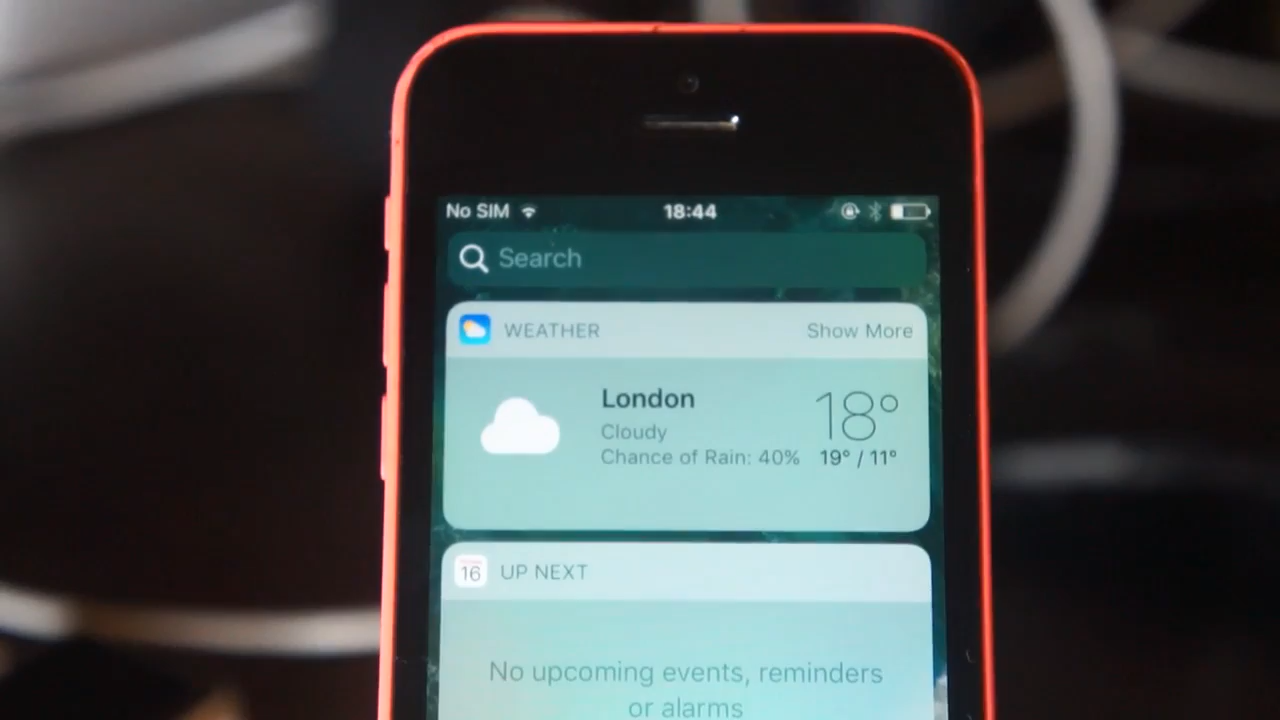 No SIM 18:44
Search
WEATHER Show More
London
18°
Cloudy
Chance of Rain: 40% 19° / 11°
16 UP NEXT
No upcoming events, reminders
or alarms